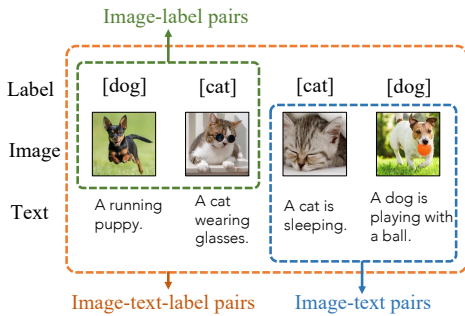 Image-label pairs
Label [dog] [cat] [cat] [dog]
Image
Text
A running
puppy.
A cat
wearing
glasses.
A cat is
sleeping.
A dog is
playing with
a ball.
Image-text-label pairs
Image-text pairs